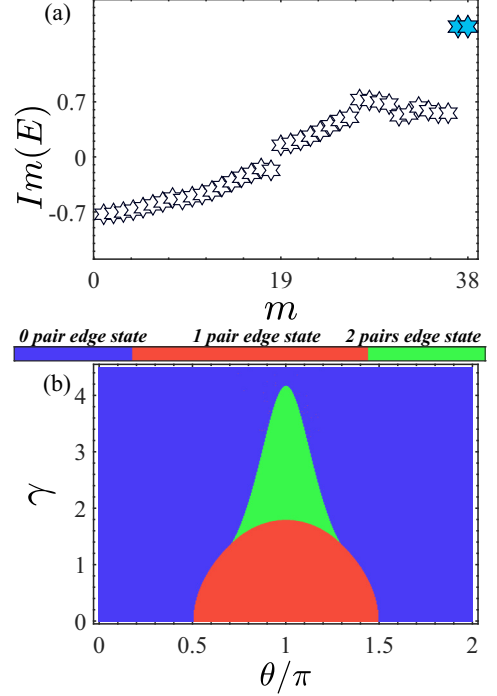 (a)
Im(E)
0.7
0
-0.7
0 19 38
m
0 pair edge state 1 pair edge state 2 pairs edge state
(b)
γ
4
3
2
1
0
0 0.5 1 1.5 2
θ/π